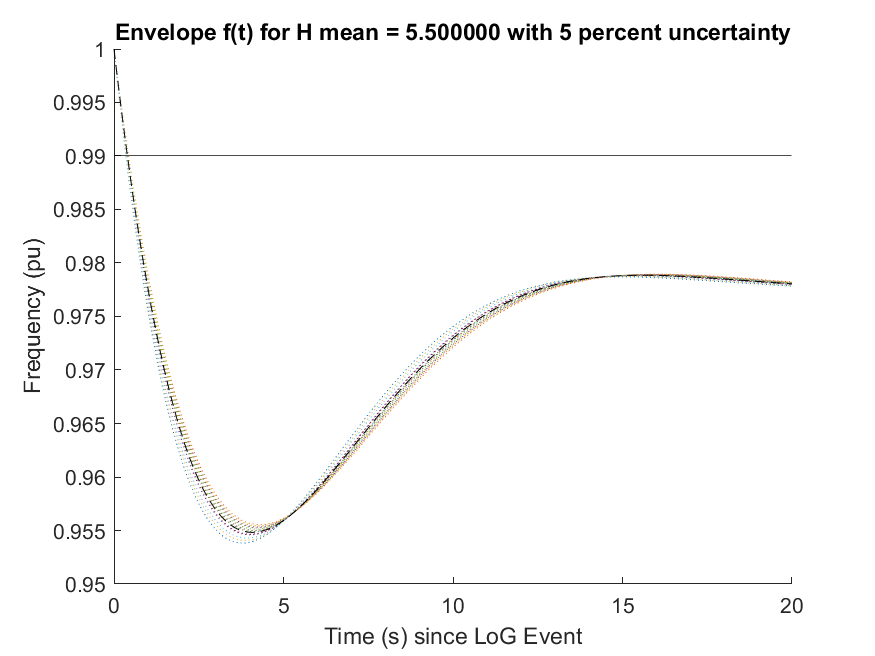 Envelope f(t) for H mean = 5.500000 with 5 percent uncertainty
1
0.995
0.99
0.985
0.98
0.975
0.97
0.965
0.96
0.955
0.95
Frequency (pu)
0 5 10 15 20
Time (s) since LoG Event